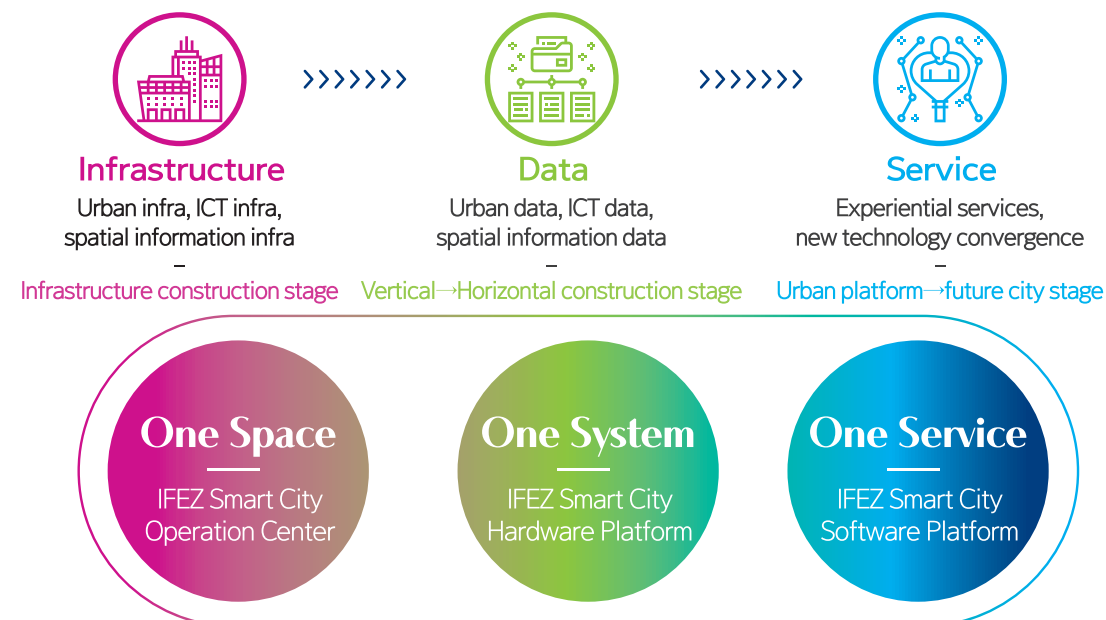 Infrastructure
Urban infra, ICT infra,
spatial information infra
–
Infrastructure construction stage
Data
Urban data, ICT data,
spatial information data
–
Vertical→Horizontal construction stage
Service
Experiential services,
new technology convergence
–
Urban platform→future city stage
One Space
IFEZ Smart City
Operation Center
One System
IFEZ Smart City
Hardware Platform
One Service
IFEZ Smart City
Software Platform